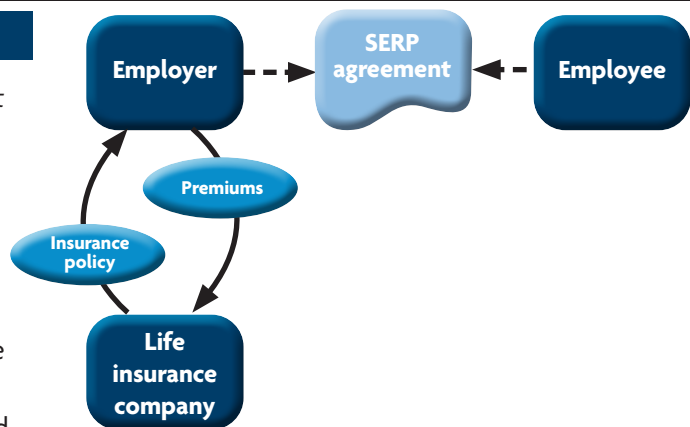 Employer
SERP
agreement
Employee
Premiums
Insurance
policy
Life
insurance
company